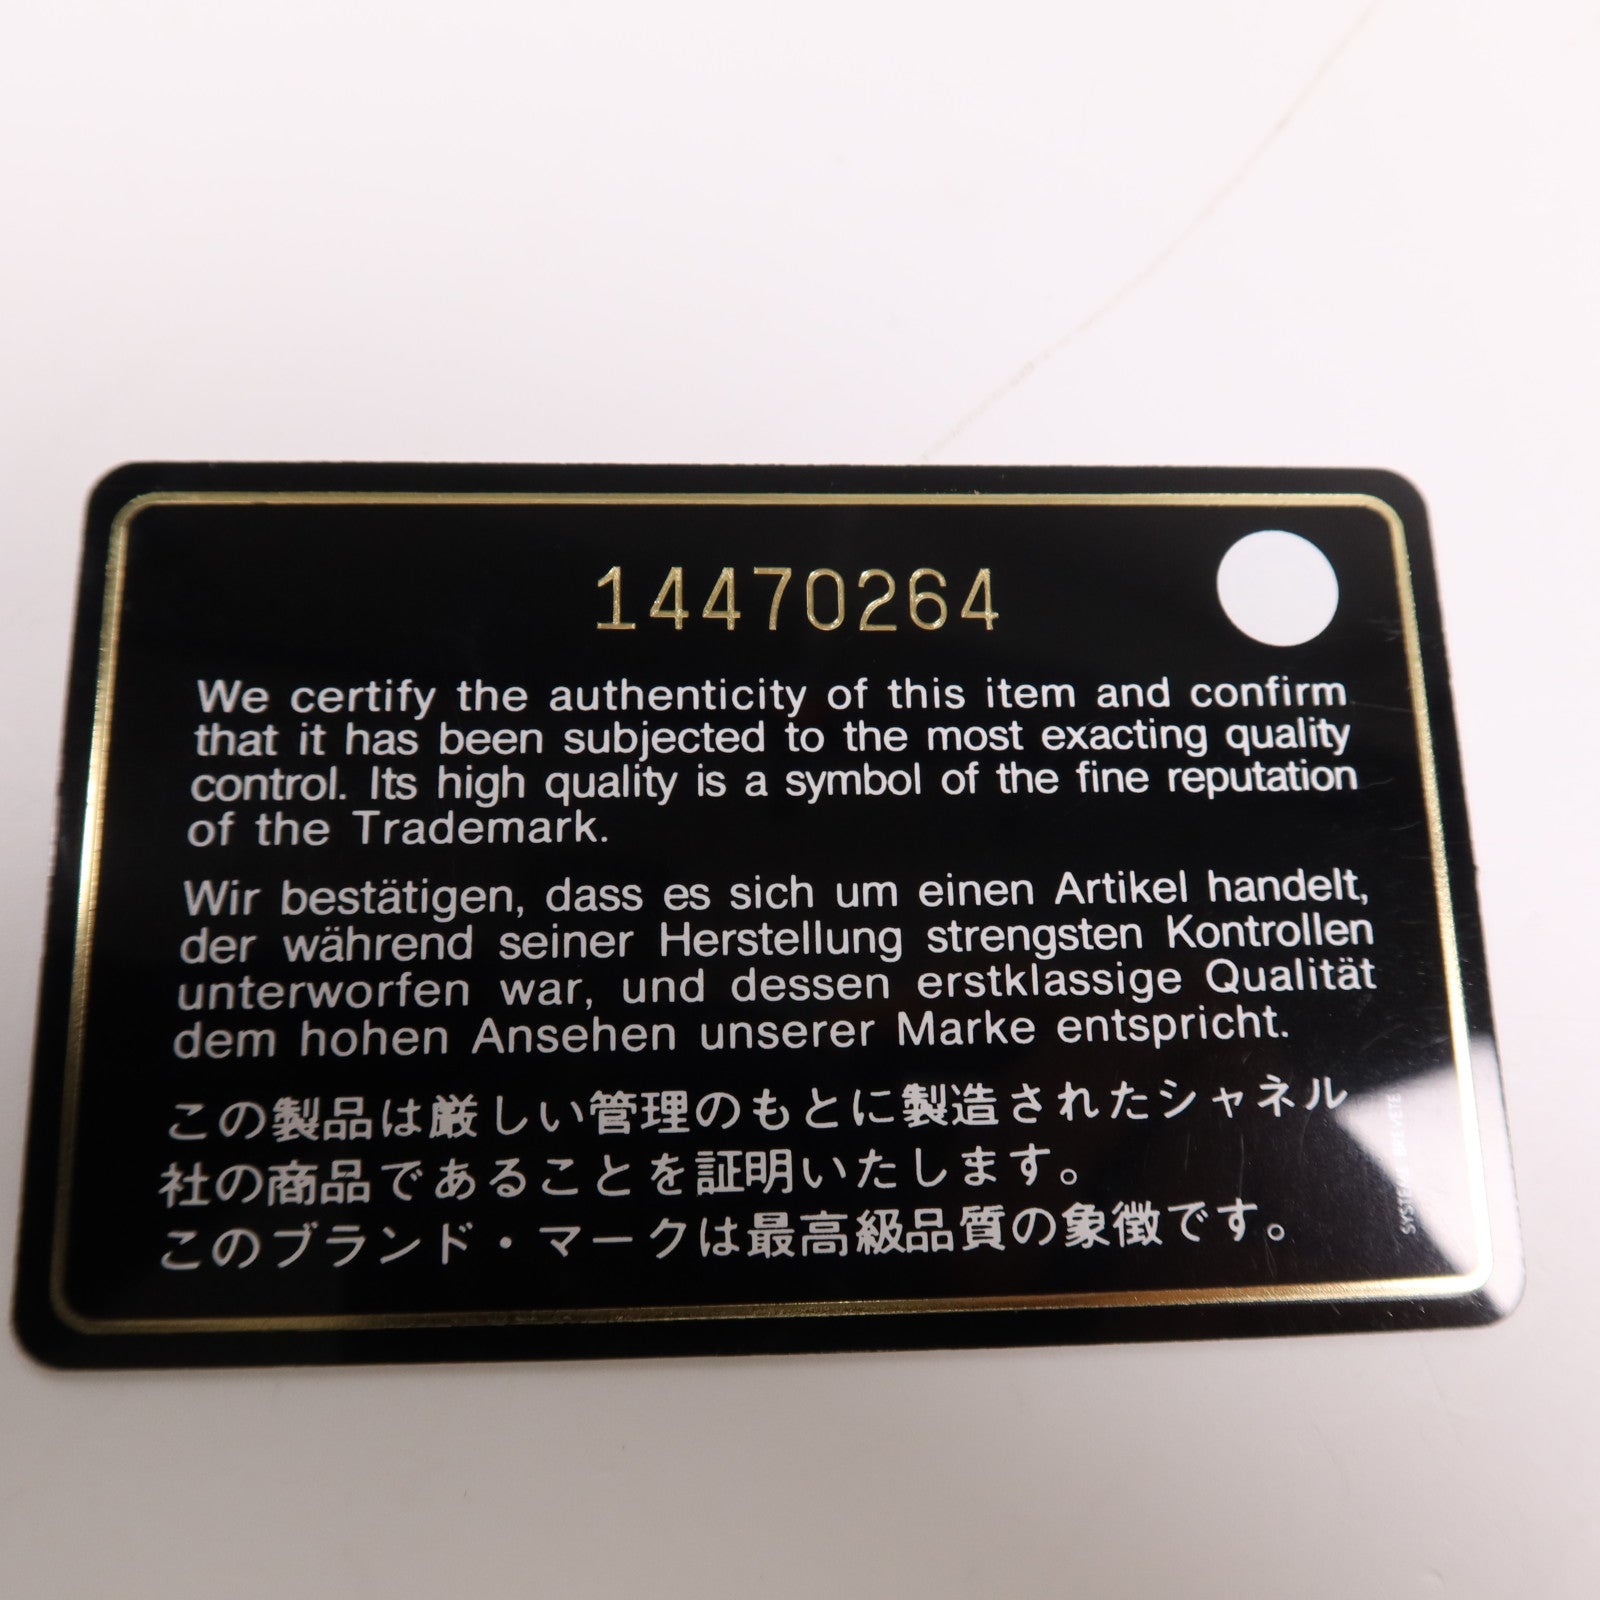 14470264
We certify the authenticity of this item and confirm
that it has been subjected to the most exacting quality
control. Its high quality is a symbol of the fine reputation
of the Trademark.
Wir bestätigen, dass es sich um einen Artikel handelt,
der während seiner Herstellung strengsten Kontrollen
unterworfen war, und dessen erstklassige Qualität
dem hohen Ansehen unserer Marke entspricht.
この製品は厳しい管理のもとに製造されたシャネル
社の商品であることを証明いたします。
このブランド・マークは最高級品質の象徴です。
SYSTEME BREVETE